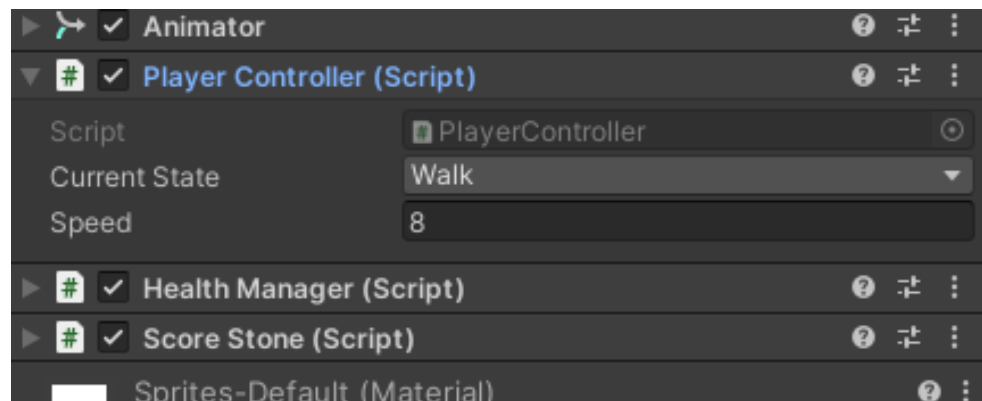 Animator
Player Controller (Script)
Script PlayerController
Current State Walk
Speed 8
Health Manager (Script)
Score Stone (Script)
Sprites-Default (Material)